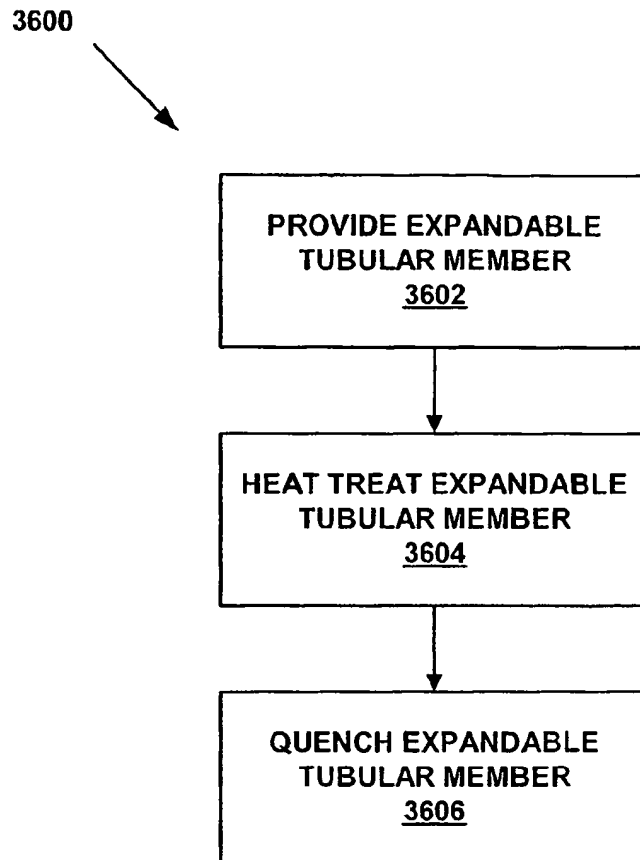 3600
PROVIDE EXPANDABLE
TUBULAR MEMBER
3602
HEAT TREAT EXPANDABLE
TUBULAR MEMBER
3604
QUENCH EXPANDABLE
TUBULAR MEMBER
3606